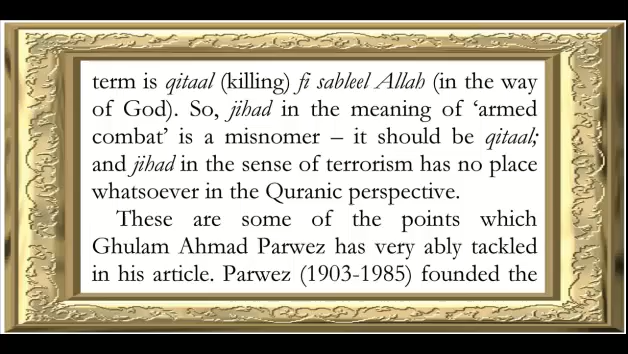 term is qitaal (killing) fi sableel Allah (in the way
of God). So, jihad in the meaning of ‘armed
combat’ is a misnomer – it should be qitaal;
and jihad in the sense of terrorism has no place
whatsoever in the Quranic perspective.
These are some of the points which
Ghulam Ahmad Parwez has very ably tackled
in his article. Parwez (1903-1985) founded the